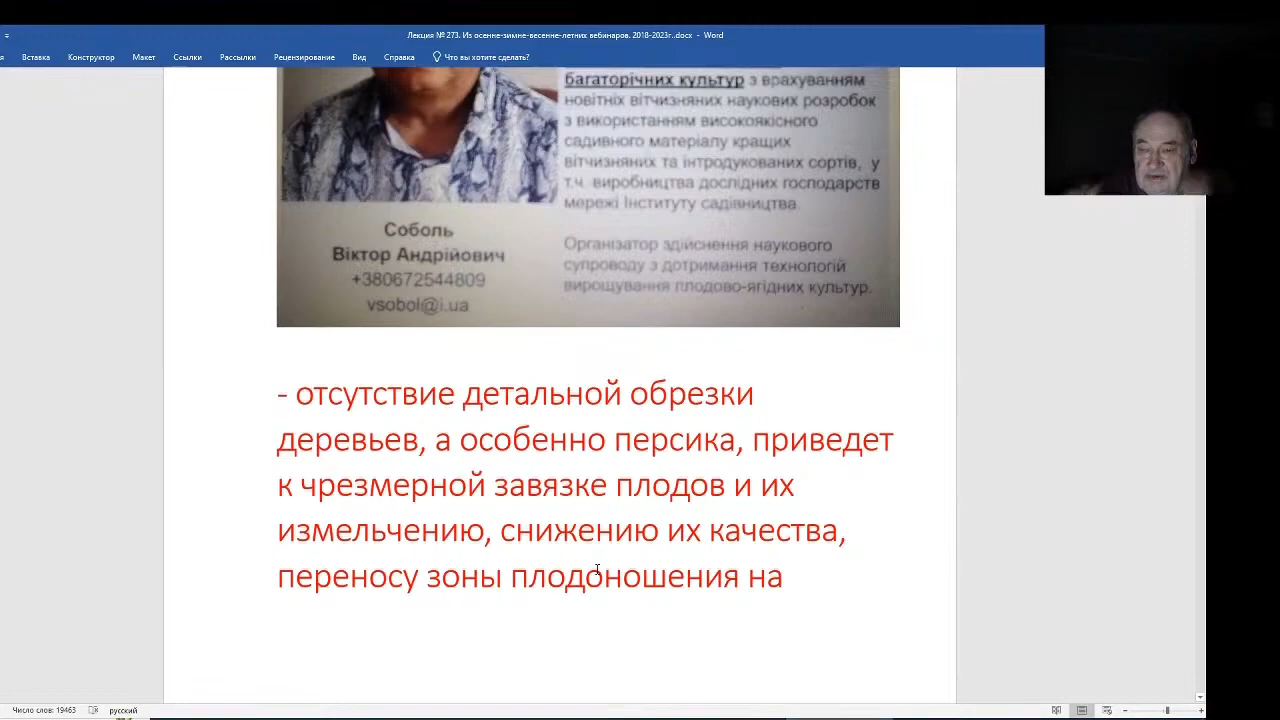 Лекция № 273. Из осенне-зимне-весенне-летних вебинаров. 2018-2023г..docx - Word
Вставка Конструктор Макет Ссылки Рассылки Рецензирование Вид Справка Что вы хотите сделать?
багаторічних культур з врахуванням
новітніх вітчизняних наукових розробок
з використанням високоякісного
садивного матеріалу кращих
вітчизняних та інтродукованих сортів, у
т.ч. виробництва дослідних господарств
мережі Інституту садівництва.
Соболь
Віктор Андрійович
+380672544809
vsobol@i.ua
Організатор здійснення наукового
супроводу з дотримання технологій
вирощування плодово-ягідних культур.
- отсутствие детальной обрезки
деревьев, а особенно персика, приведет
к чрезмерной завязке плодов и их
измельчению, снижению их качества,
переносу зоны плодоношения на
Число слов: 19463 русский